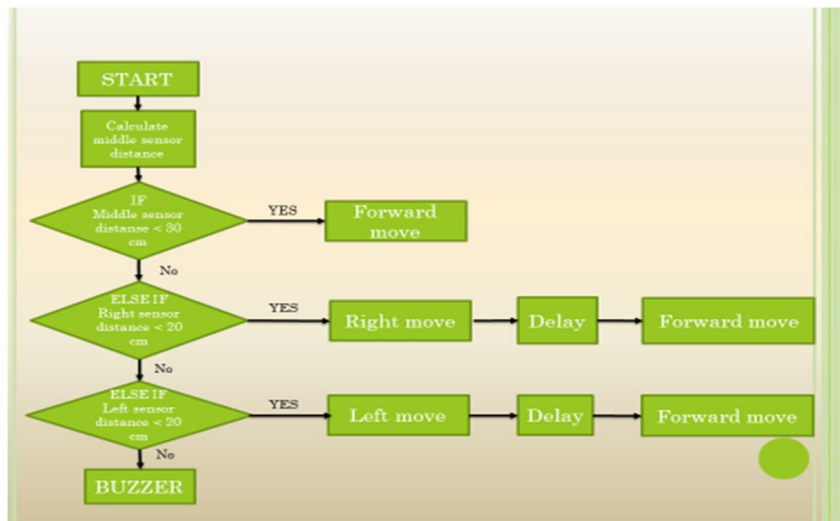 START
Calculate
middle sensor
distance
IF
Middle sensor
distanse < 30
cm
YES
Forward
move
No
ELSE IF
Right sensor
distance < 20
cm
YES
Right move
Delay
Forward move
No
ELSE IF
Left sensor
distance < 20
cm
YES
Left move
Delay
Forward move
No
BUZZER